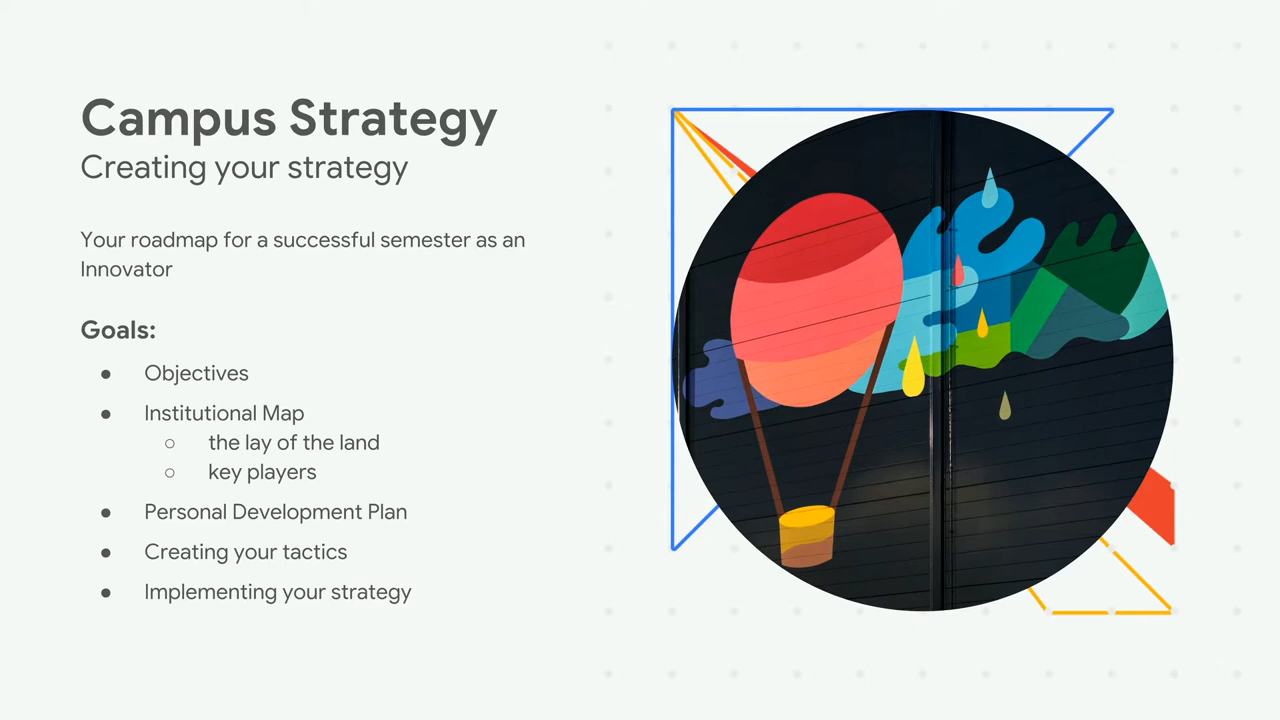 Campus Strategy
Creating your strategy
Your roadmap for a successful semester as an
Innovator
Goals:
● Objectives
● Institutional Map
○ the lay of the land
○ key players
● Personal Development Plan
● Creating your tactics
● Implementing your strategy